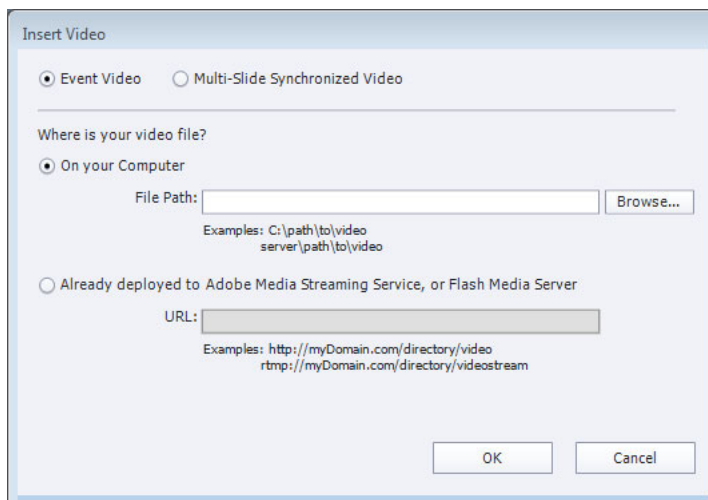 Insert Video
Event Video Multi-Slide Synchronized Video
Where is your video file?
On your Computer
File Path: Browse...
Examples: C:\path\to\video
server\path\to\video
Already deployed to Adobe Media Streaming Service, or Flash Media Server
URL:
Examples: http://myDomain.com/directory/video
rtmp://myDomain.com/directory/videostream
OK Cancel